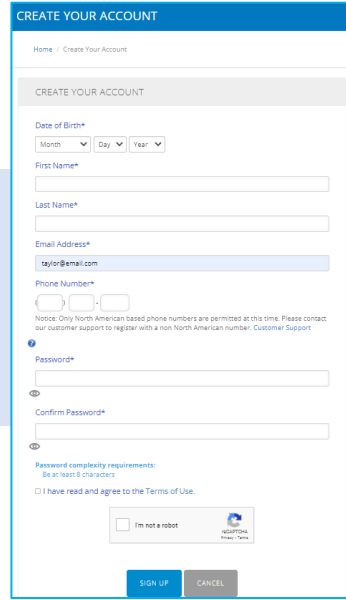 CREATE YOUR ACCOUNT
Home / Create Your Account
CREATE YOUR ACCOUNT
Date of Birth*
Month Day Year
First Name*
Last Name*
Email Address*
taylor@email.com
Phone Number*
( ) -
Notice: Only North American based phone numbers are permitted at this time. Please contact
our customer support to register with a non North American number. Customer Support
?
Password*
Confirm Password*
Password complexity requirements:
Be at least 8 characters
I have read and agree to the Terms of Use.
I'm not a robot
reCAPTCHA
Privacy - Terms
SIGN UP CANCEL